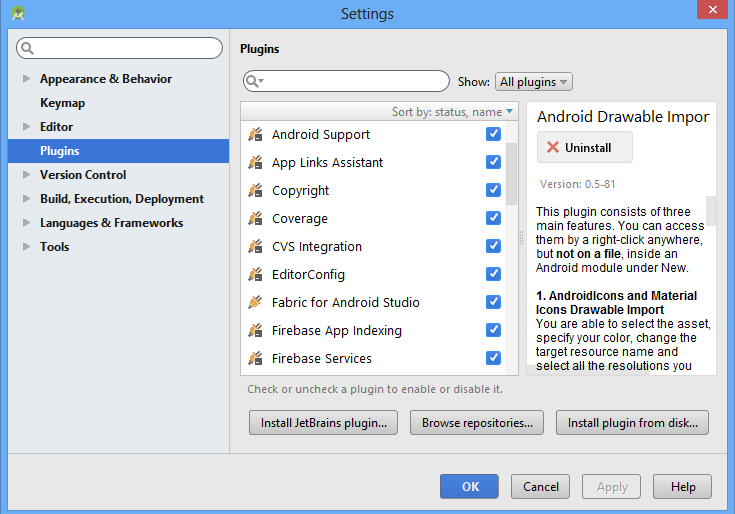 Settings
Appearance & Behavior
Keymap
Editor
Plugins
Version Control
Build, Execution, Deployment
Languages & Frameworks
Tools
Plugins
Show: All plugins
Sort by: status, name
Android Support
App Links Assistant
Copyright
Coverage
CVS Integration
EditorConfig
Fabric for Android Studio
Firebase App Indexing
Firebase Services
Android Drawable Impor
Uninstall
Version: 0.5-81
This plugin consists of three
main features. You can access
them by a right-click anywhere,
but not on a file, inside an
Android module under New.
1. AndroidIcons and Material
Icons Drawable Import
You are able to select the asset,
specify your color, change the
target resource name and
select all the resolutions you
Check or uncheck a plugin to enable or disable it.
Install JetBrains plugin...
Browse repositories...
Install plugin from disk...
OK
Cancel
Apply
Help